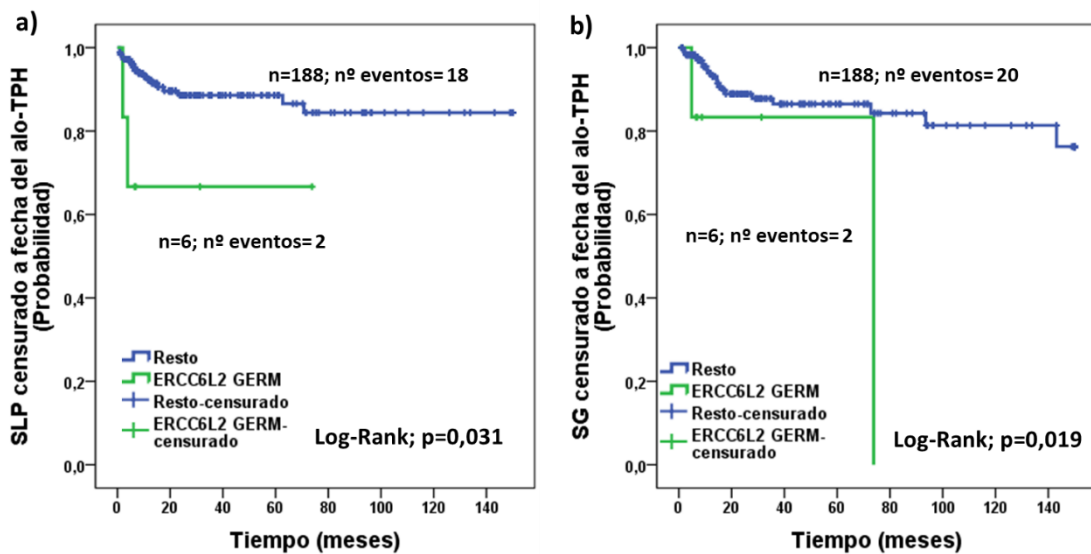 a)
SLP censurado a fecha del alo-TPH
(Probabilidad)
1,0
0,8
0,6
0,4
0,2
0,0
n=188; nº eventos= 18
n=6; nº eventos= 2
Resto
ERCC6L2 GERM
Resto-censurado
ERCC6L2 GERM-
censurado
Log-Rank; p=0,031
0 20 40 60 80 100 120 140
Tiempo (meses)
b)
SG censurado a fecha del alo-TPH
(Probabilidad)
1,0
0,8
0,6
0,4
0,2
0,0
n=188; nº eventos= 20
n=6; nº eventos= 2
Resto
ERCC6L2 GERM
Resto-censurado
ERCC6L2 GERM-
censurado
Log-Rank; p=0,019
0 20 40 60 80 100 120 140
Tiempo (meses)